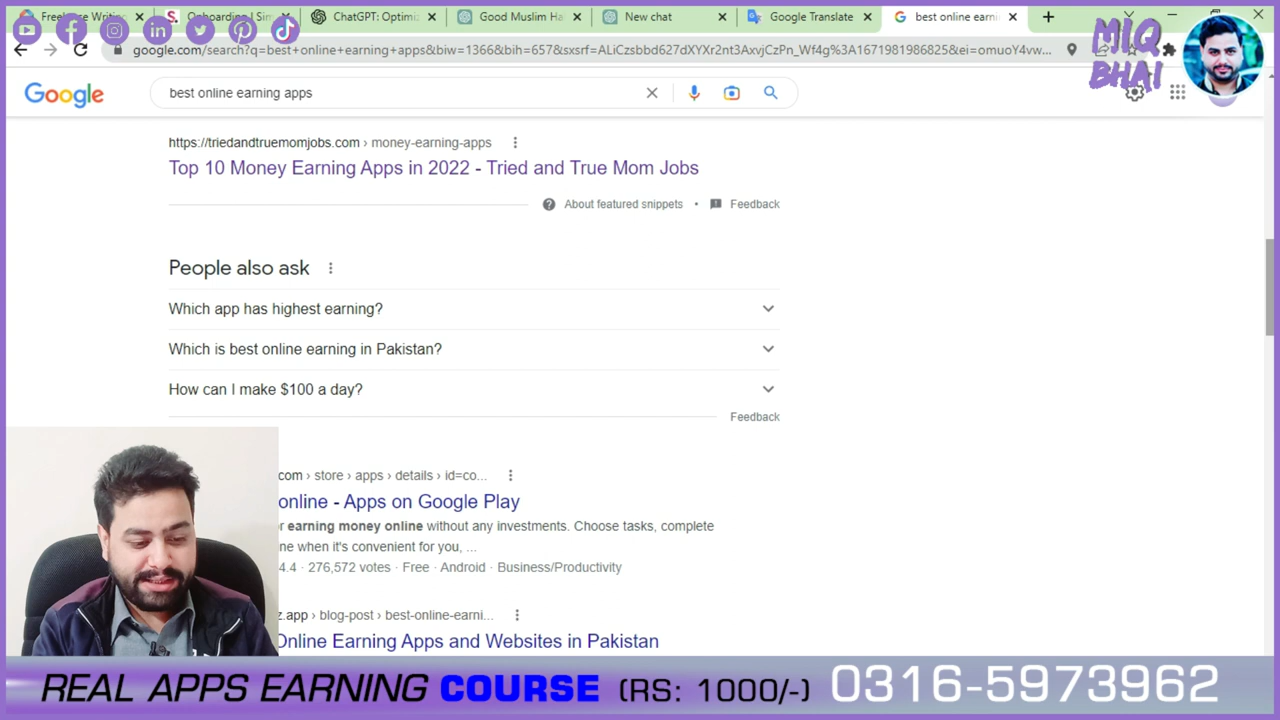 Freelance Writing
Onboarding | Sim
ChatGPT: Optimiz
Good Muslim Ha
New chat
Google Translate
best online earni
google.com/search?q=best+online+earning+apps&biw=1366&bih=657&sxsrf=ALiCzsbbd627dXYXr2nt3AxvjCzPn_Wf4g%3A1671981986825&ei=omuoY4vw...
MIQ
BHAI
Google
best online earning apps
https://triedandtruemomjobs.com › money-earning-apps
Top 10 Money Earning Apps in 2022 - Tried and True Mom Jobs
About featured snippets • Feedback
People also ask
Which app has highest earning?
Which is best online earning in Pakistan?
How can I make $100 a day?
Feedback
com › store › apps › details › id=co...
online - Apps on Google Play
r earning money online without any investments. Choose tasks, complete
ne when it's convenient for you, ...
4.4 · 276,572 votes · Free · Android · Business/Productivity
z.app › blog-post › best-online-earni...
Online Earning Apps and Websites in Pakistan
REAL APPS EARNING COURSE (RS: 1000/-) 0316-5973962